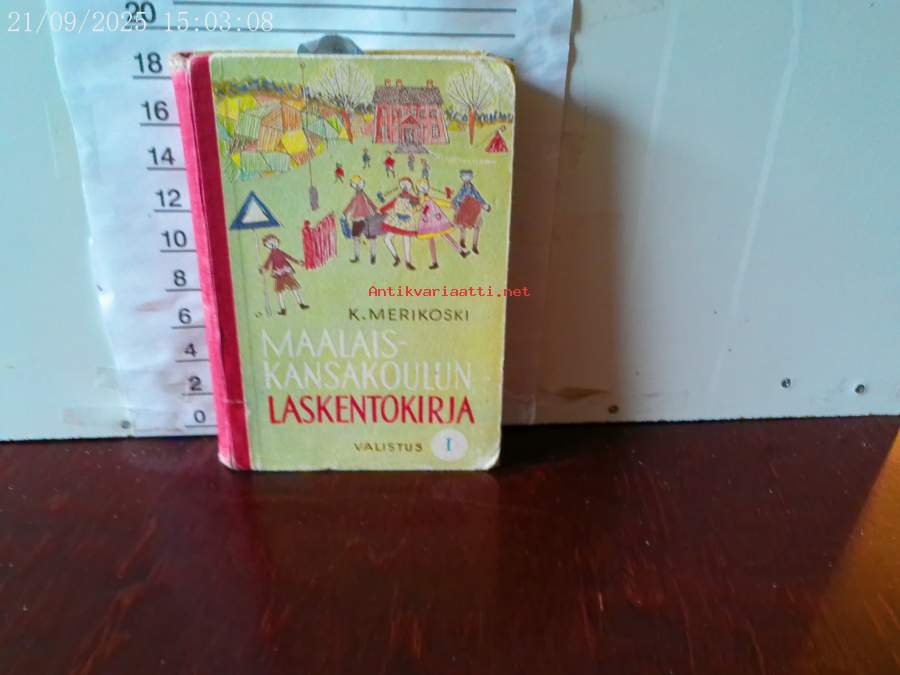 21/09/2025 15:03:08
20
18
16
14
12
10
8
6
4
2
0
Antikvariaatti.net
K. MERIKOSKI
MAALAIS-
KANSAKOULUN
LASKENTOKIRJA
VALISTUS I